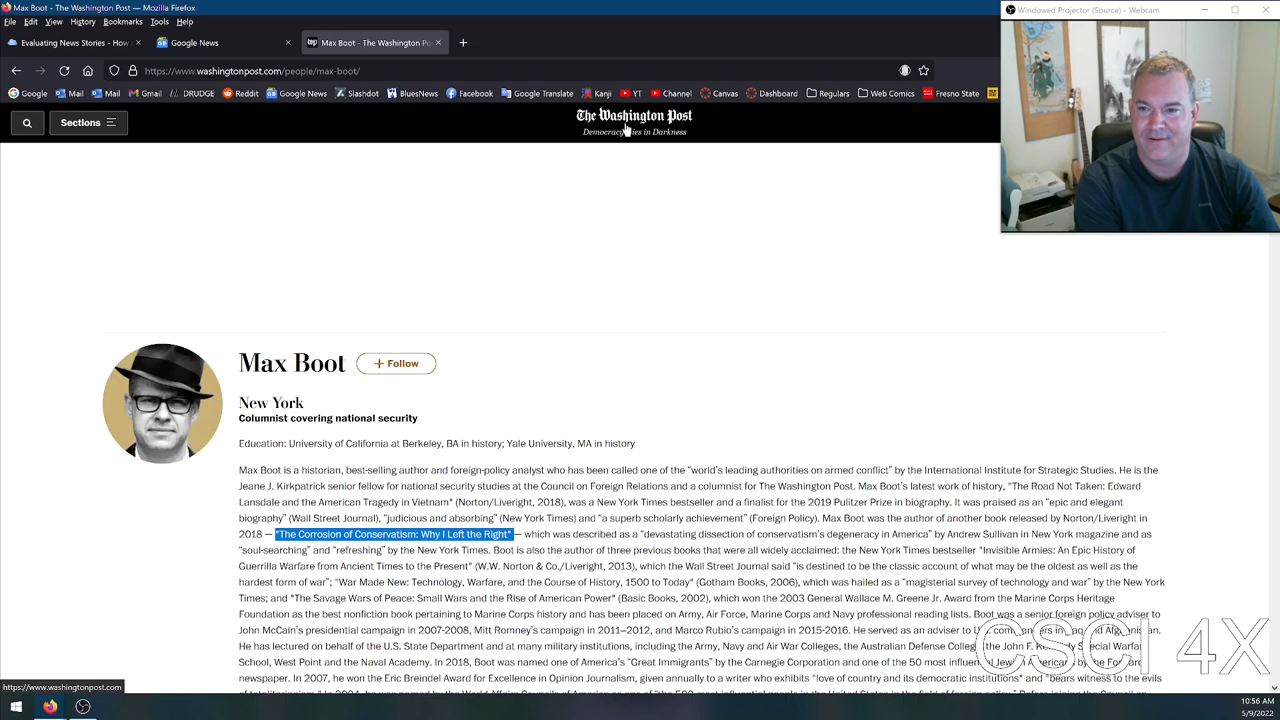 Max Boot - The Washington Post — Mozilla Firefox
Windowed Projector (Source) - Webcam
File Edit View History Bookmarks Tools Help
Evaluating News Stories - How
Google News
wp Max Boot - The Washington Po
https://www.washingtonpost.com/people/max-boot/
Google Mail Mail Gmail DRUDGE Reddit Google News Slashdot BluesNews Facebook Google Translate Kanji YT Channel Canvas Dashboard Regulars Web Comics Fresno State
Sections
The Washington Post
Democracy Dies in Darkness
Max Boot
+ Follow
New York
Columnist covering national security
Education: University of California at Berkeley, BA in history; Yale University, MA in history
Max Boot is a historian, best-selling author and foreign-policy analyst who has been called one of the "world's leading authorities on armed conflict" by the International Institute for Strategic Studies. He is the
Jeane J. Kirkpatrick senior fellow for national security studies at the Council on Foreign Relations and a columnist for The Washington Post. Max Boot's latest work of history, "The Road Not Taken: Edward
Lansdale and the American Tragedy in Vietnam" (Norton/Liveright, 2018), was a New York Times bestseller and a finalist for the 2019 Pulitzer Prize in biography. It was praised as an "epic and elegant
biography" (Wall Street Journal), "judicious and absorbing" (New York Times) and "a superb scholarly achievement" (Foreign Policy). Max Boot was the author of another book released by Norton/Liveright in
2018 — "The Corrosion of Conservatism: Why I Left the Right" — which was described as a "devastating dissection of conservatism's degeneracy in America" by Andrew Sullivan in New York magazine and as
"soul-searching" and "refreshing" by the New York Times. Boot is also the author of three previous books that were all widely acclaimed: the New York Times bestseller "Invisible Armies: An Epic History of
Guerrilla Warfare from Ancient Times to the Present" (W.W. Norton & Co./Liveright, 2013), which the Wall Street Journal said "is destined to be the classic account of what may be the oldest as well as the
hardest form of war"; "War Made New: Technology, Warfare, and the Course of History, 1500 to Today" (Gotham Books, 2006), which was hailed as a "magisterial survey of technology and war" by the New York
Times; and "The Savage Wars of Peace: Small Wars and the Rise of American Power" (Basic Books, 2002), which won the 2003 General Wallace M. Greene Jr. Award from the Marine Corps Heritage
Foundation as the best nonfiction book pertaining to Marine Corps history and has been placed on Army, Air Force, Marine Corps and Navy professional reading lists. Boot was a senior foreign policy adviser to
John McCain's presidential campaign in 2007-2008, Mitt Romney's campaign in 2011–2012, and Marco Rubio's campaign in 2015-2016. He served as an adviser to U.S. commanders in Iraq and Afghanistan.
He has lectured on behalf of the U.S. State Department and at many military institutions, including the Army, Navy and Air War Colleges, the Australian Defense College, the John F. Kennedy Special Warfare
School, West Point and the Naval Academy. In 2018, Boot was named one of America's "Great Immigrants" by the Carnegie Corporation and one of the 50 most influential Jewish Americans by the Forward
newspaper. In 2007, he won the Eric Breindel Award for Excellence in Opinion Journalism, given annually to a writer who exhibits "love of country and its democratic institutions" and "bears witness to the evils
CSCI 4X
https://www.washingtonpost.com
10:56 AM
5/9/2022